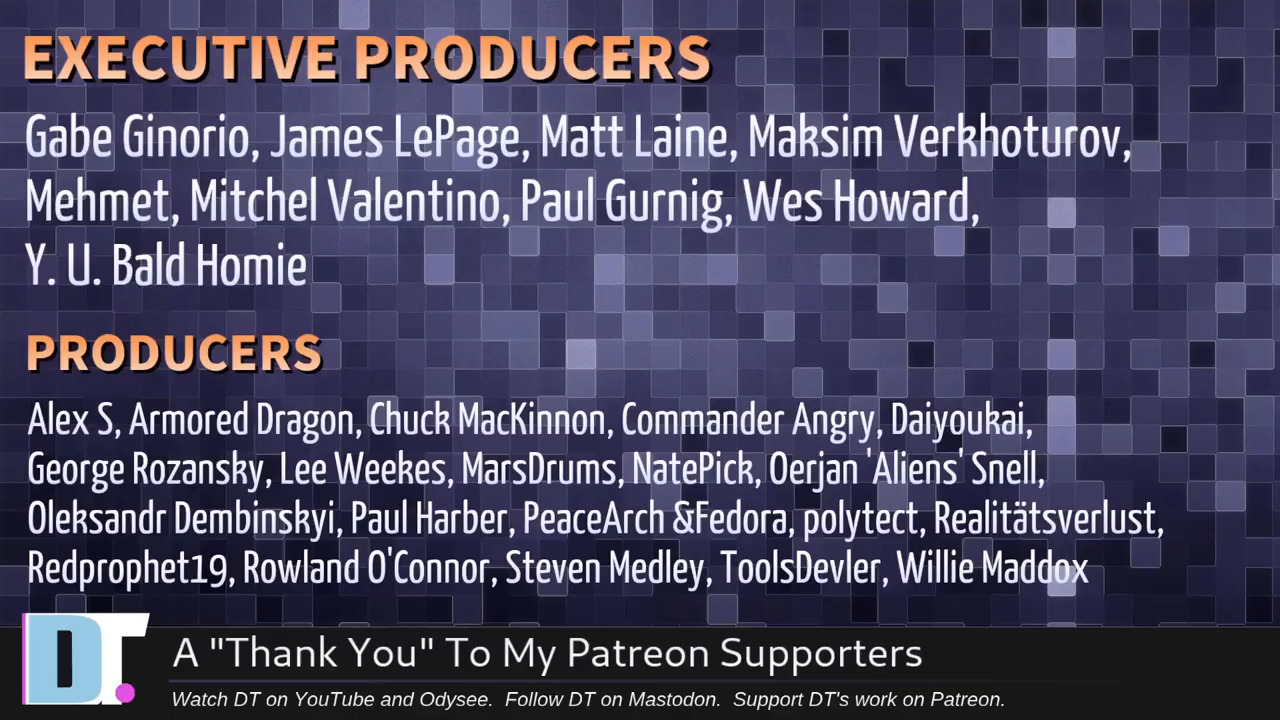 EXECUTIVE PRODUCERS
Gabe Ginorio, James LePage, Matt Laine, Maksim Verkhoturov,
Mehmet, Mitchel Valentino, Paul Gurnig, Wes Howard,
Y. U. Bald Homie
PRODUCERS
Alex S, Armored Dragon, Chuck MacKinnon, Commander Angry, Daiyoukai,
George Rozansky, Lee Weekes, MarsDrums, NatePick, Oerjan 'Aliens' Snell,
Oleksandr Dembinskyi, Paul Harber, PeaceArch &Fedora, polytect, Realitätsverlust,
Redprophet19, Rowland O'Connor, Steven Medley, ToolsDevler, Willie Maddox
DT.
A "Thank You" To My Patreon Supporters
Watch DT on YouTube and Odysee.  Follow DT on Mastodon.  Support DT's work on Patreon.